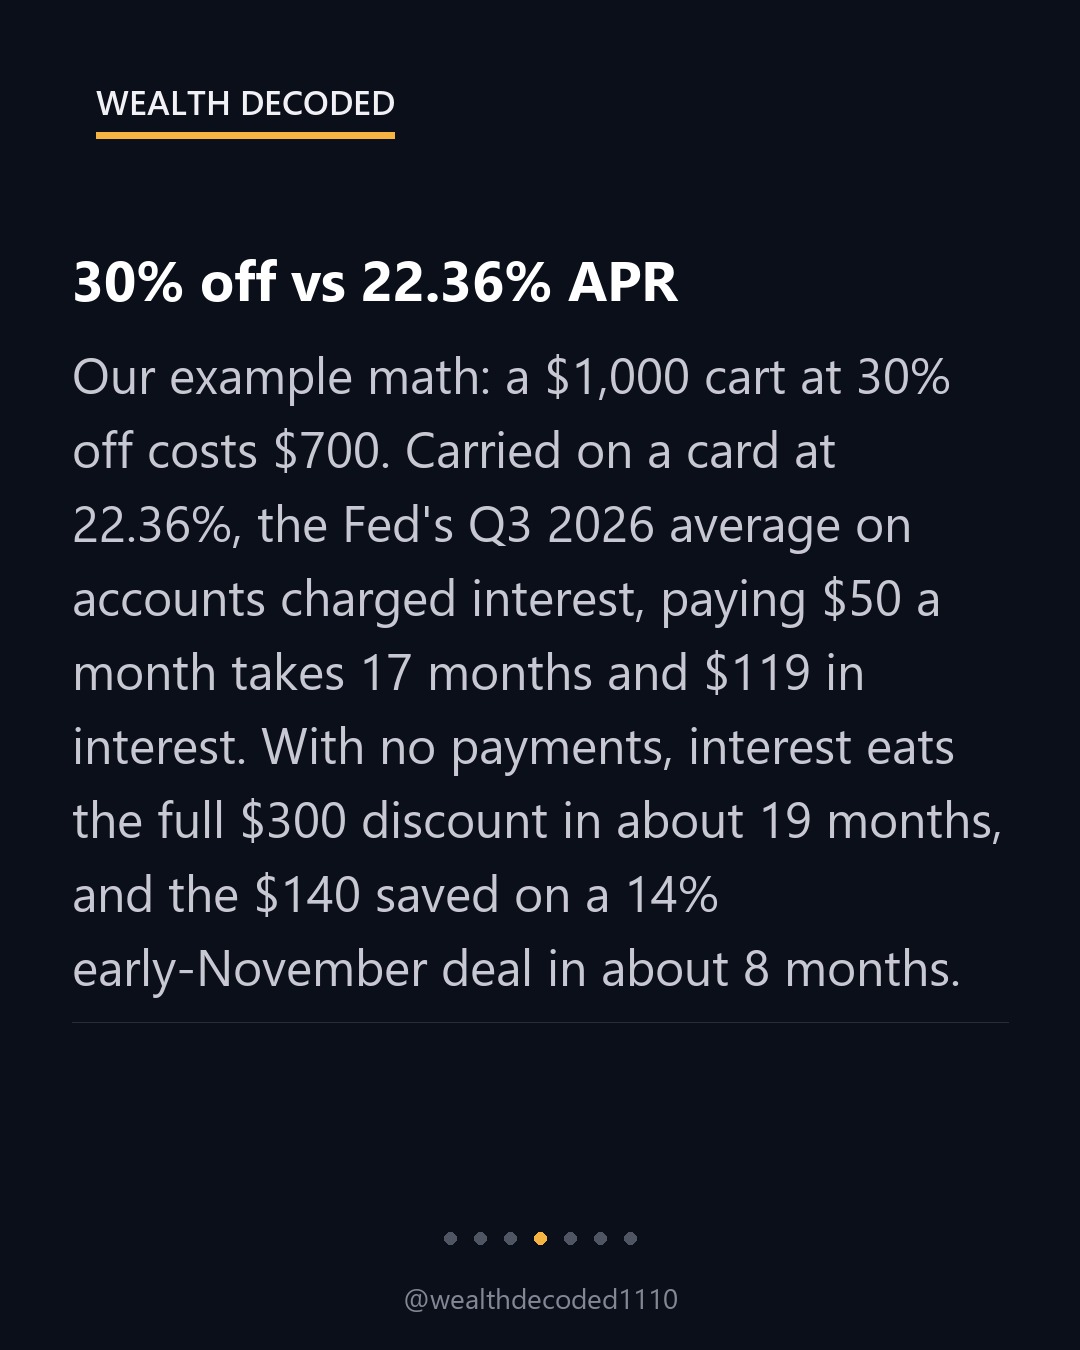 WEALTH DECODED
30% off vs 22.36% APR
Our example math: a $1,000 cart at 30%
off costs $700. Carried on a card at
22.36%, the Fed's Q3 2026 average on
accounts charged interest, paying $50 a
month takes 17 months and $119 in
interest. With no payments, interest eats
the full $300 discount in about 19 months,
and the $140 saved on a 14%
early-November deal in about 8 months.
@wealthdecoded1110